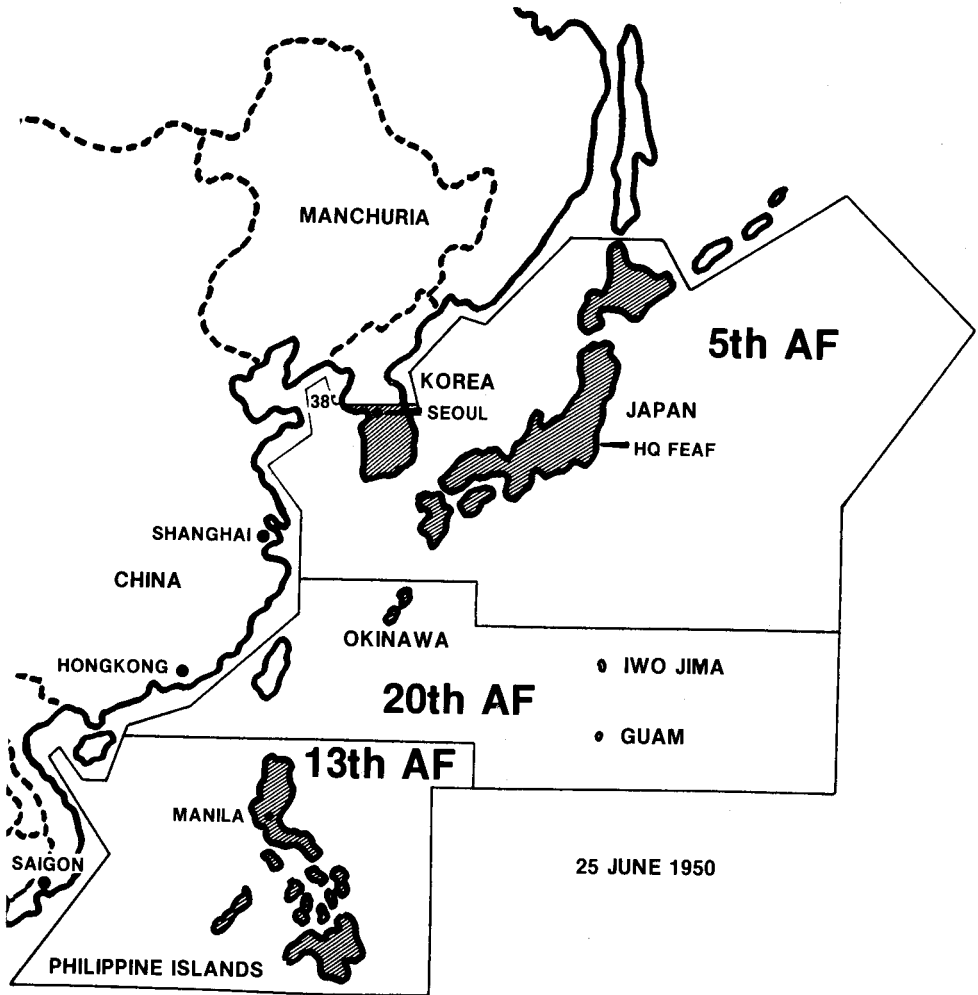 MANCHURIA
5th AF
KOREA
38°
SEOUL
JAPAN
HQ FEAF
SHANGHAI
CHINA
OKINAWA
HONGKONG
IWO JIMA
20th AF
GUAM
13th AF
MANILA
SAIGON
25 JUNE 1950
PHILIPPINE ISLANDS